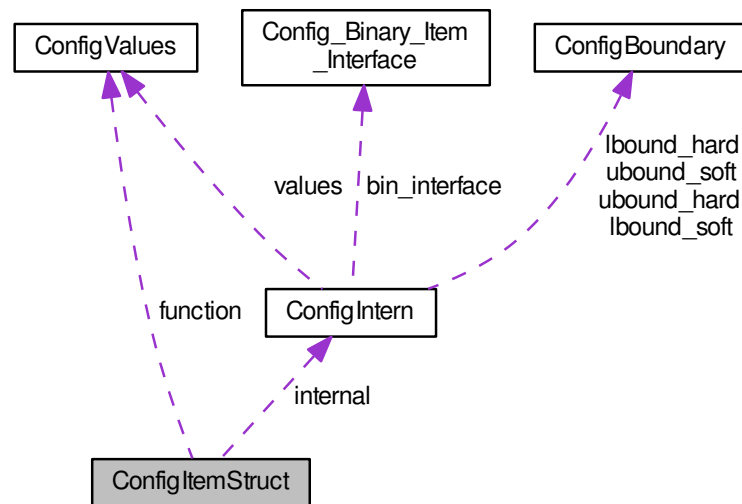 ConfigValues
Config_Binary_Item
_Interface
ConfigBoundary
lbound_hard
ubound_soft
ubound_hard
lbound_soft
values
bin_interface
function
ConfigIntern
internal
ConfigItemStruct